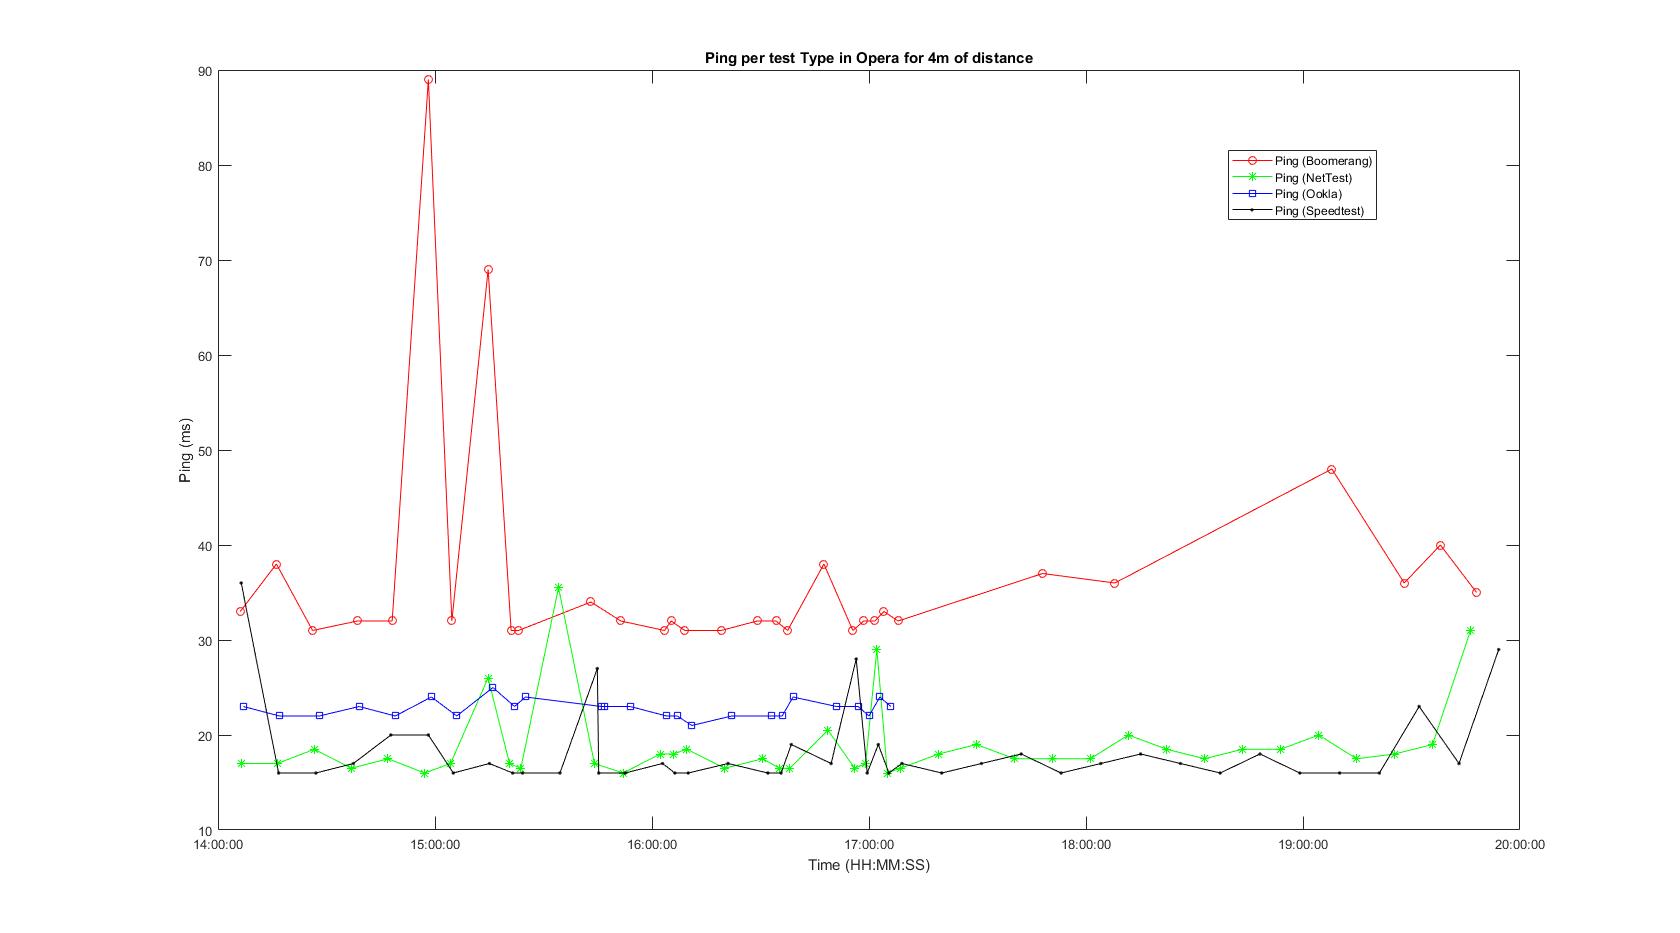 Ping per test Type in Opera for 4m of distance
90
80
70
60
50
40
30
20
10
Ping (ms)
Ping (Boomerang)
Ping (NetTest)
Ping (Ookla)
Ping (Speedtest)
14:00:00 15:00:00 16:00:00 17:00:00 18:00:00 19:00:00 20:00:00
Time (HH:MM:SS)